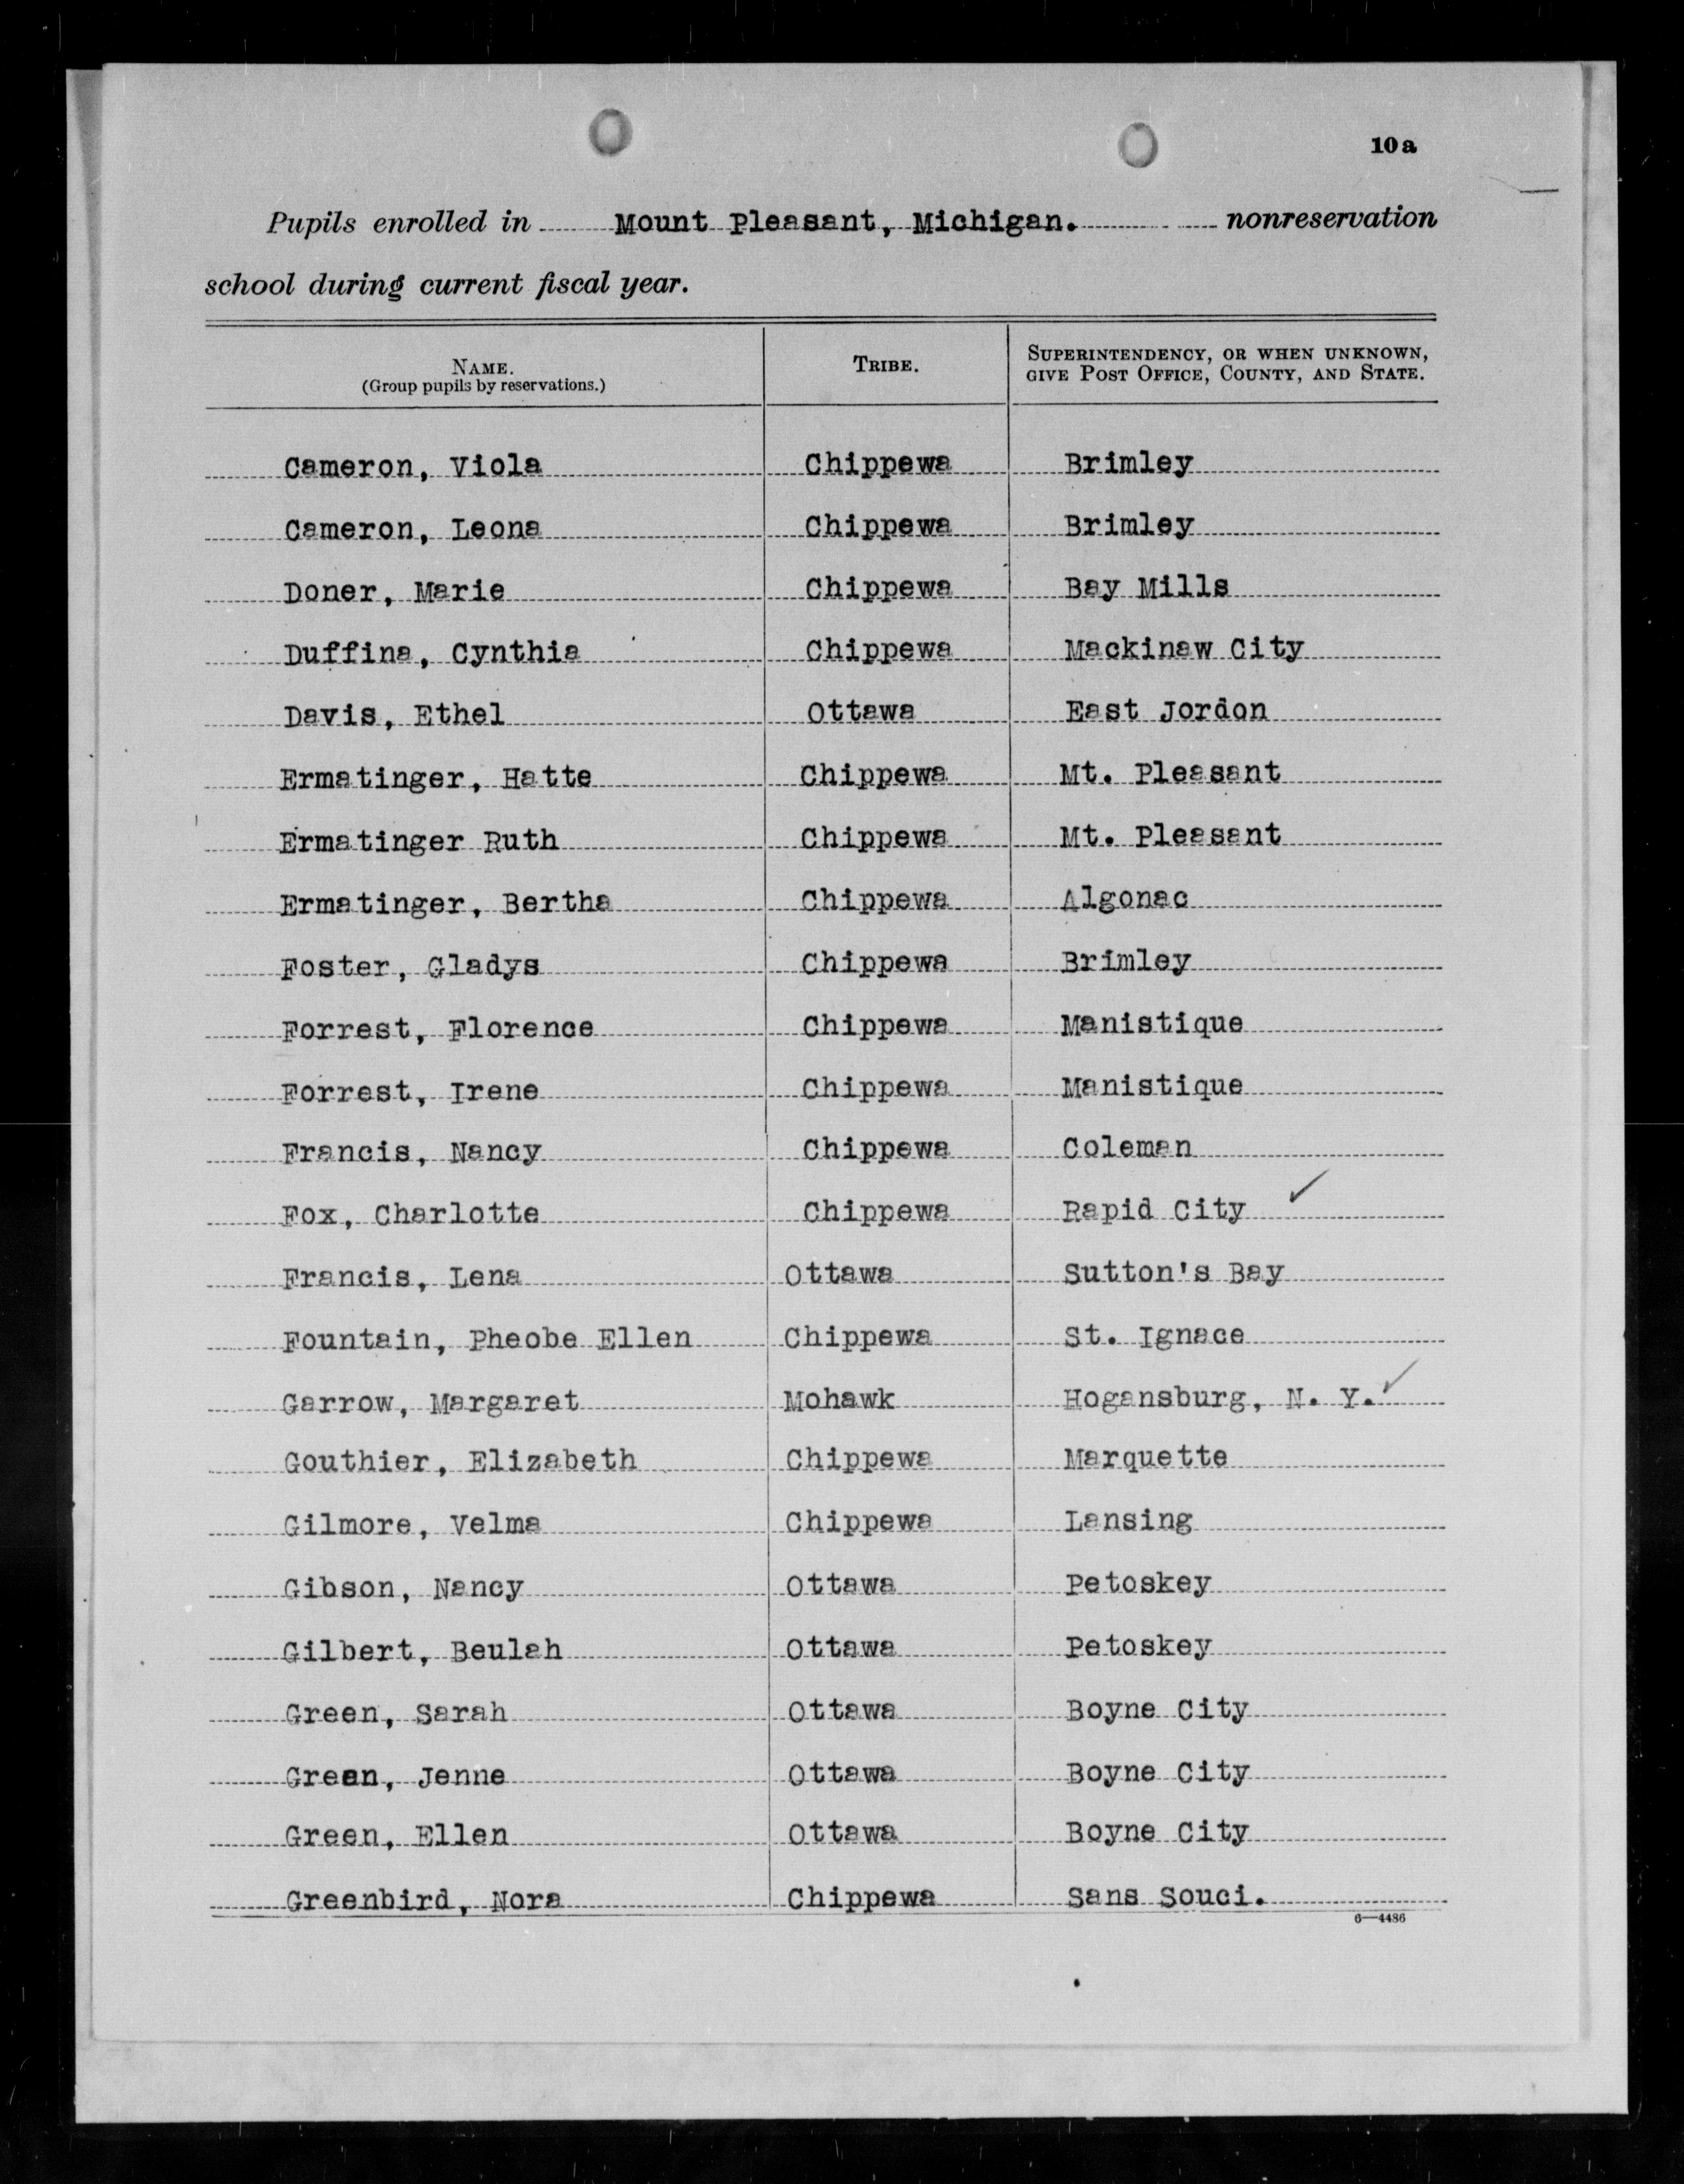 10a
Pupils enrolled in Mount Pleasant, Michigan. nonreservation
school during current fiscal year.
NAME. TRIBE. SUPERINTENDENCY, OR WHEN UNKNOWN,
(Group pupils by reservations.) GIVE POST OFFICE, COUNTY, AND STATE.
Cameron, Viola Chippewa Brimley
Cameron, Leona Chippewa Brimley
Doner, Marie Chippewa Bay Mills
Duffina, Cynthia Chippewa Mackinaw City
Davis, Ethel Ottawa East Jordon
Ermatinger, Hatte Chippewa Mt. Pleasant
Ermatinger Ruth Chippewa Mt. Pleasant
Ermatinger, Bertha Chippewa Algonac
Foster, Gladys Chippewa Brimley
Forrest, Florence Chippewa Manistique
Forrest, Irene Chippewa Manistique
Francis, Nancy Chippewa Coleman
Fox, Charlotte Chippewa Rapid City ✓
Francis, Lena Ottawa Sutton's Bay
Fountain, Pheobe Ellen Chippewa St. Ignace
Garrow, Margaret Mohawk Hogansburg, N. Y. ✓
Gouthier, Elizabeth Chippewa Marquette
Gilmore, Velma Chippewa Lansing
Gibson, Nancy Ottawa Petoskey
Gilbert, Beulah Ottawa Petoskey
Green, Sarah Ottawa Boyne City
Green, Jenne Ottawa Boyne City
Green, Ellen Ottawa Boyne City
Greenbird, Nora Chippewa Sans Souci.
6—4486